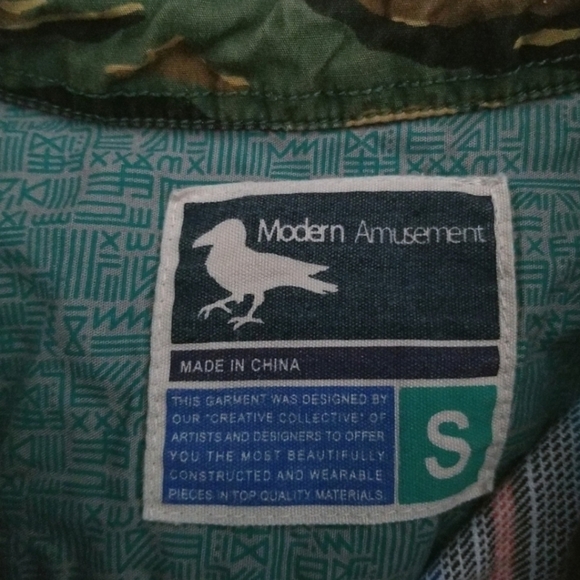 Modern Amusement
MADE IN CHINA
THIS GARMENT WAS DESIGNED BY
OUR "CREATIVE COLLECTIVE" OF
ARTISTS AND DESIGNERS TO OFFER
YOU THE MOST BEAUTIFULLY
CONSTRUCTED AND WEARABLE
PIECES IN TOP QUALITY MATERIALS.
S